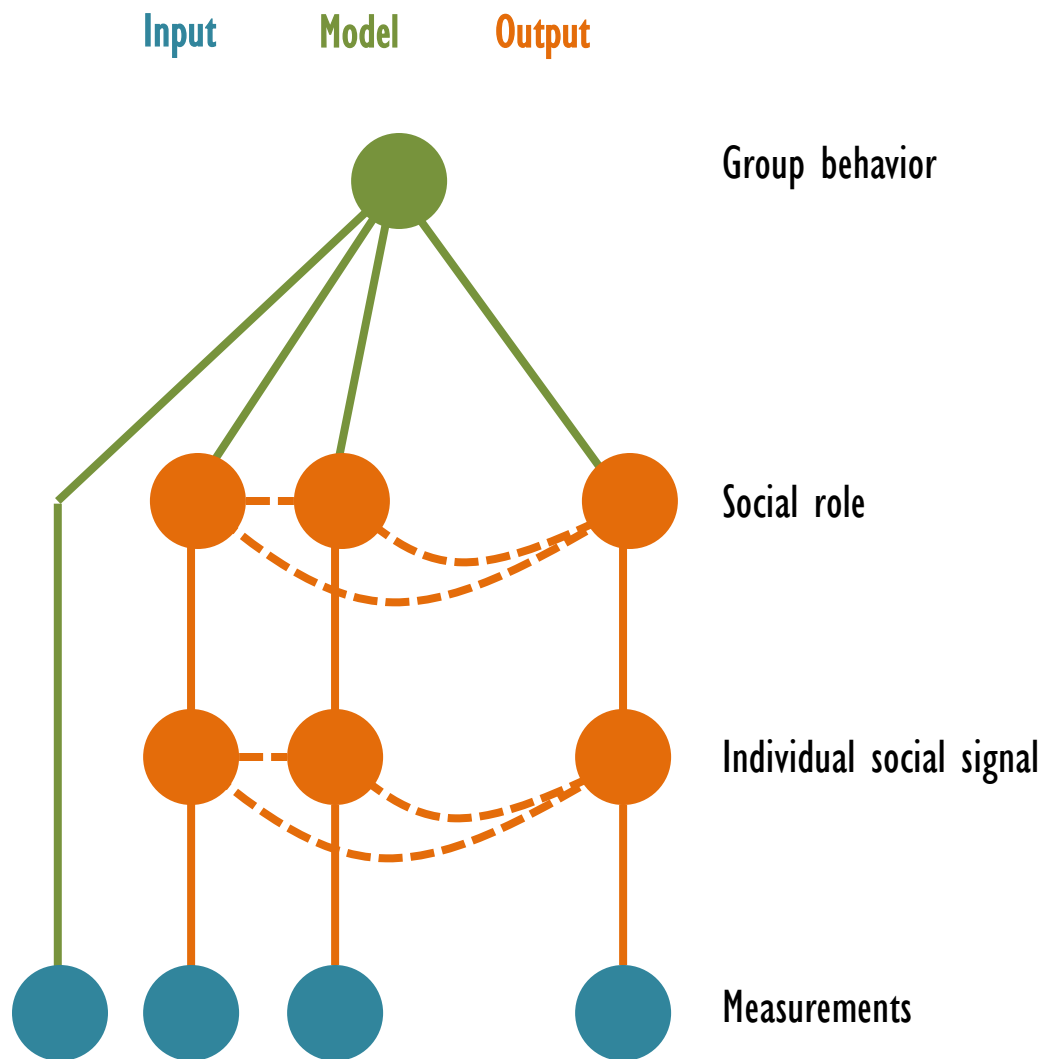 Input Model Output
Group behavior
Social role
Individual social signal
Measurements